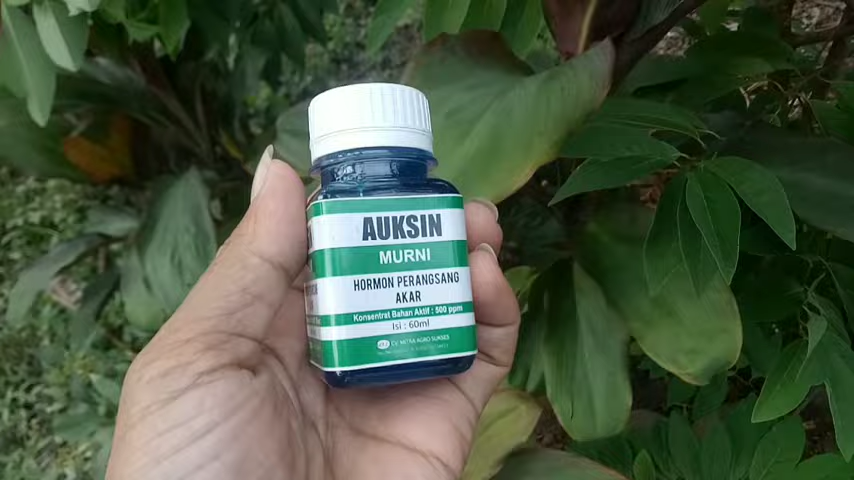 AUKSIN
MURNI
HORMON PERANGSANG
AKAR
Konsentrat Bahan Aktif : 500 ppm
Isi : 60ml
CV. MITRA AGRO SUKSES